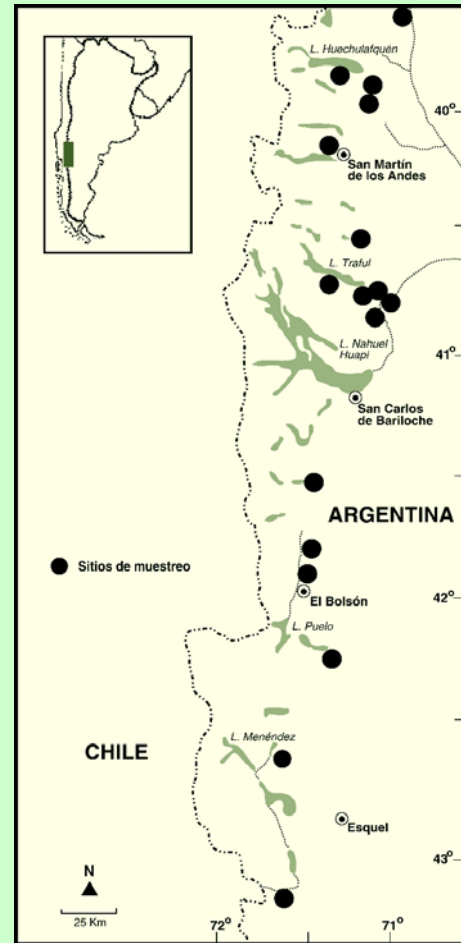 L. Huechulafquén
40°
San Martín
de los Andes
L. Traful
L. Nahuel
Huapi
41°
San Carlos
de Bariloche
ARGENTINA
Sitios de muestreo
El Bolsón
42°
L. Puelo
CHILE
L. Menéndez
Esquel
43°
N
25 Km
72°
71°